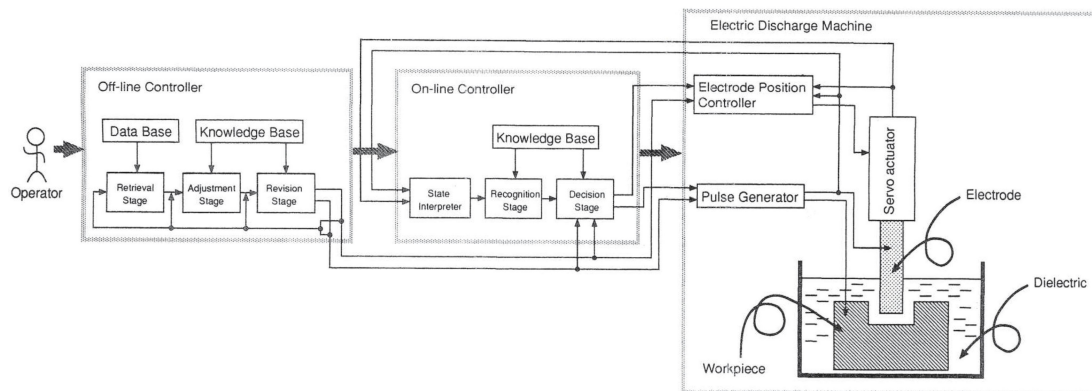 Electric Discharge Machine
Off-line Controller
On-line Controller
Data Base
Knowledge Base
Retrieval
Stage
Adjustment
Stage
Revision
Stage
Operator
Knowledge Base
State
Interpreter
Recognition
Stage
Decision
Stage
Electrode Position
Controller
Pulse Generator
Servo actuator
Electrode
Dielectric
Workpiece